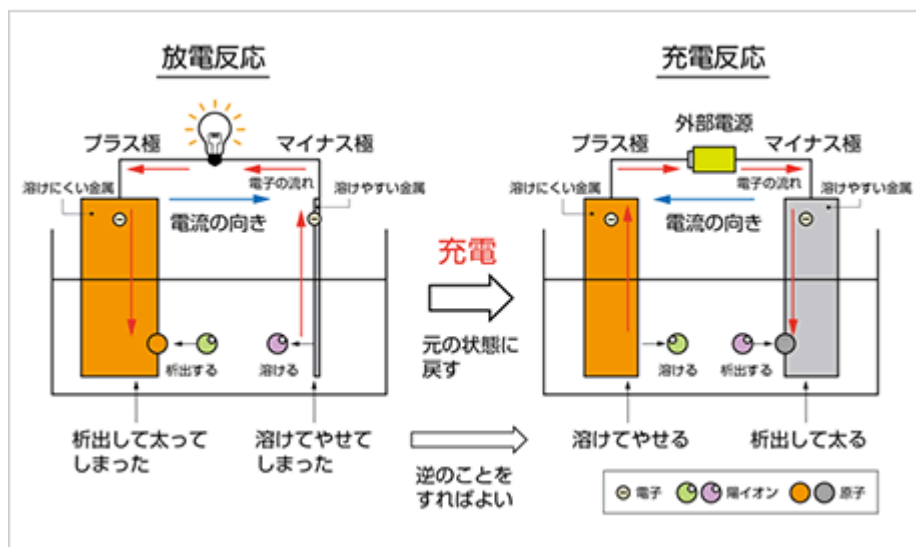 放電反応
プラス極
マイナス極
溶けにくい金属
電子の流れ
溶けやすい金属
電流の向き
析出する
溶ける
析出して太って
しまった
溶けてやせて
しまった
充電
元の状態に
戻す
逆のことを
すればよい
充電反応
外部電源
プラス極
マイナス極
溶けにくい金属
電子の流れ
溶けやすい金属
電流の向き
溶ける
析出する
溶けてやせる
析出して太る
電子 陽イオン 原子